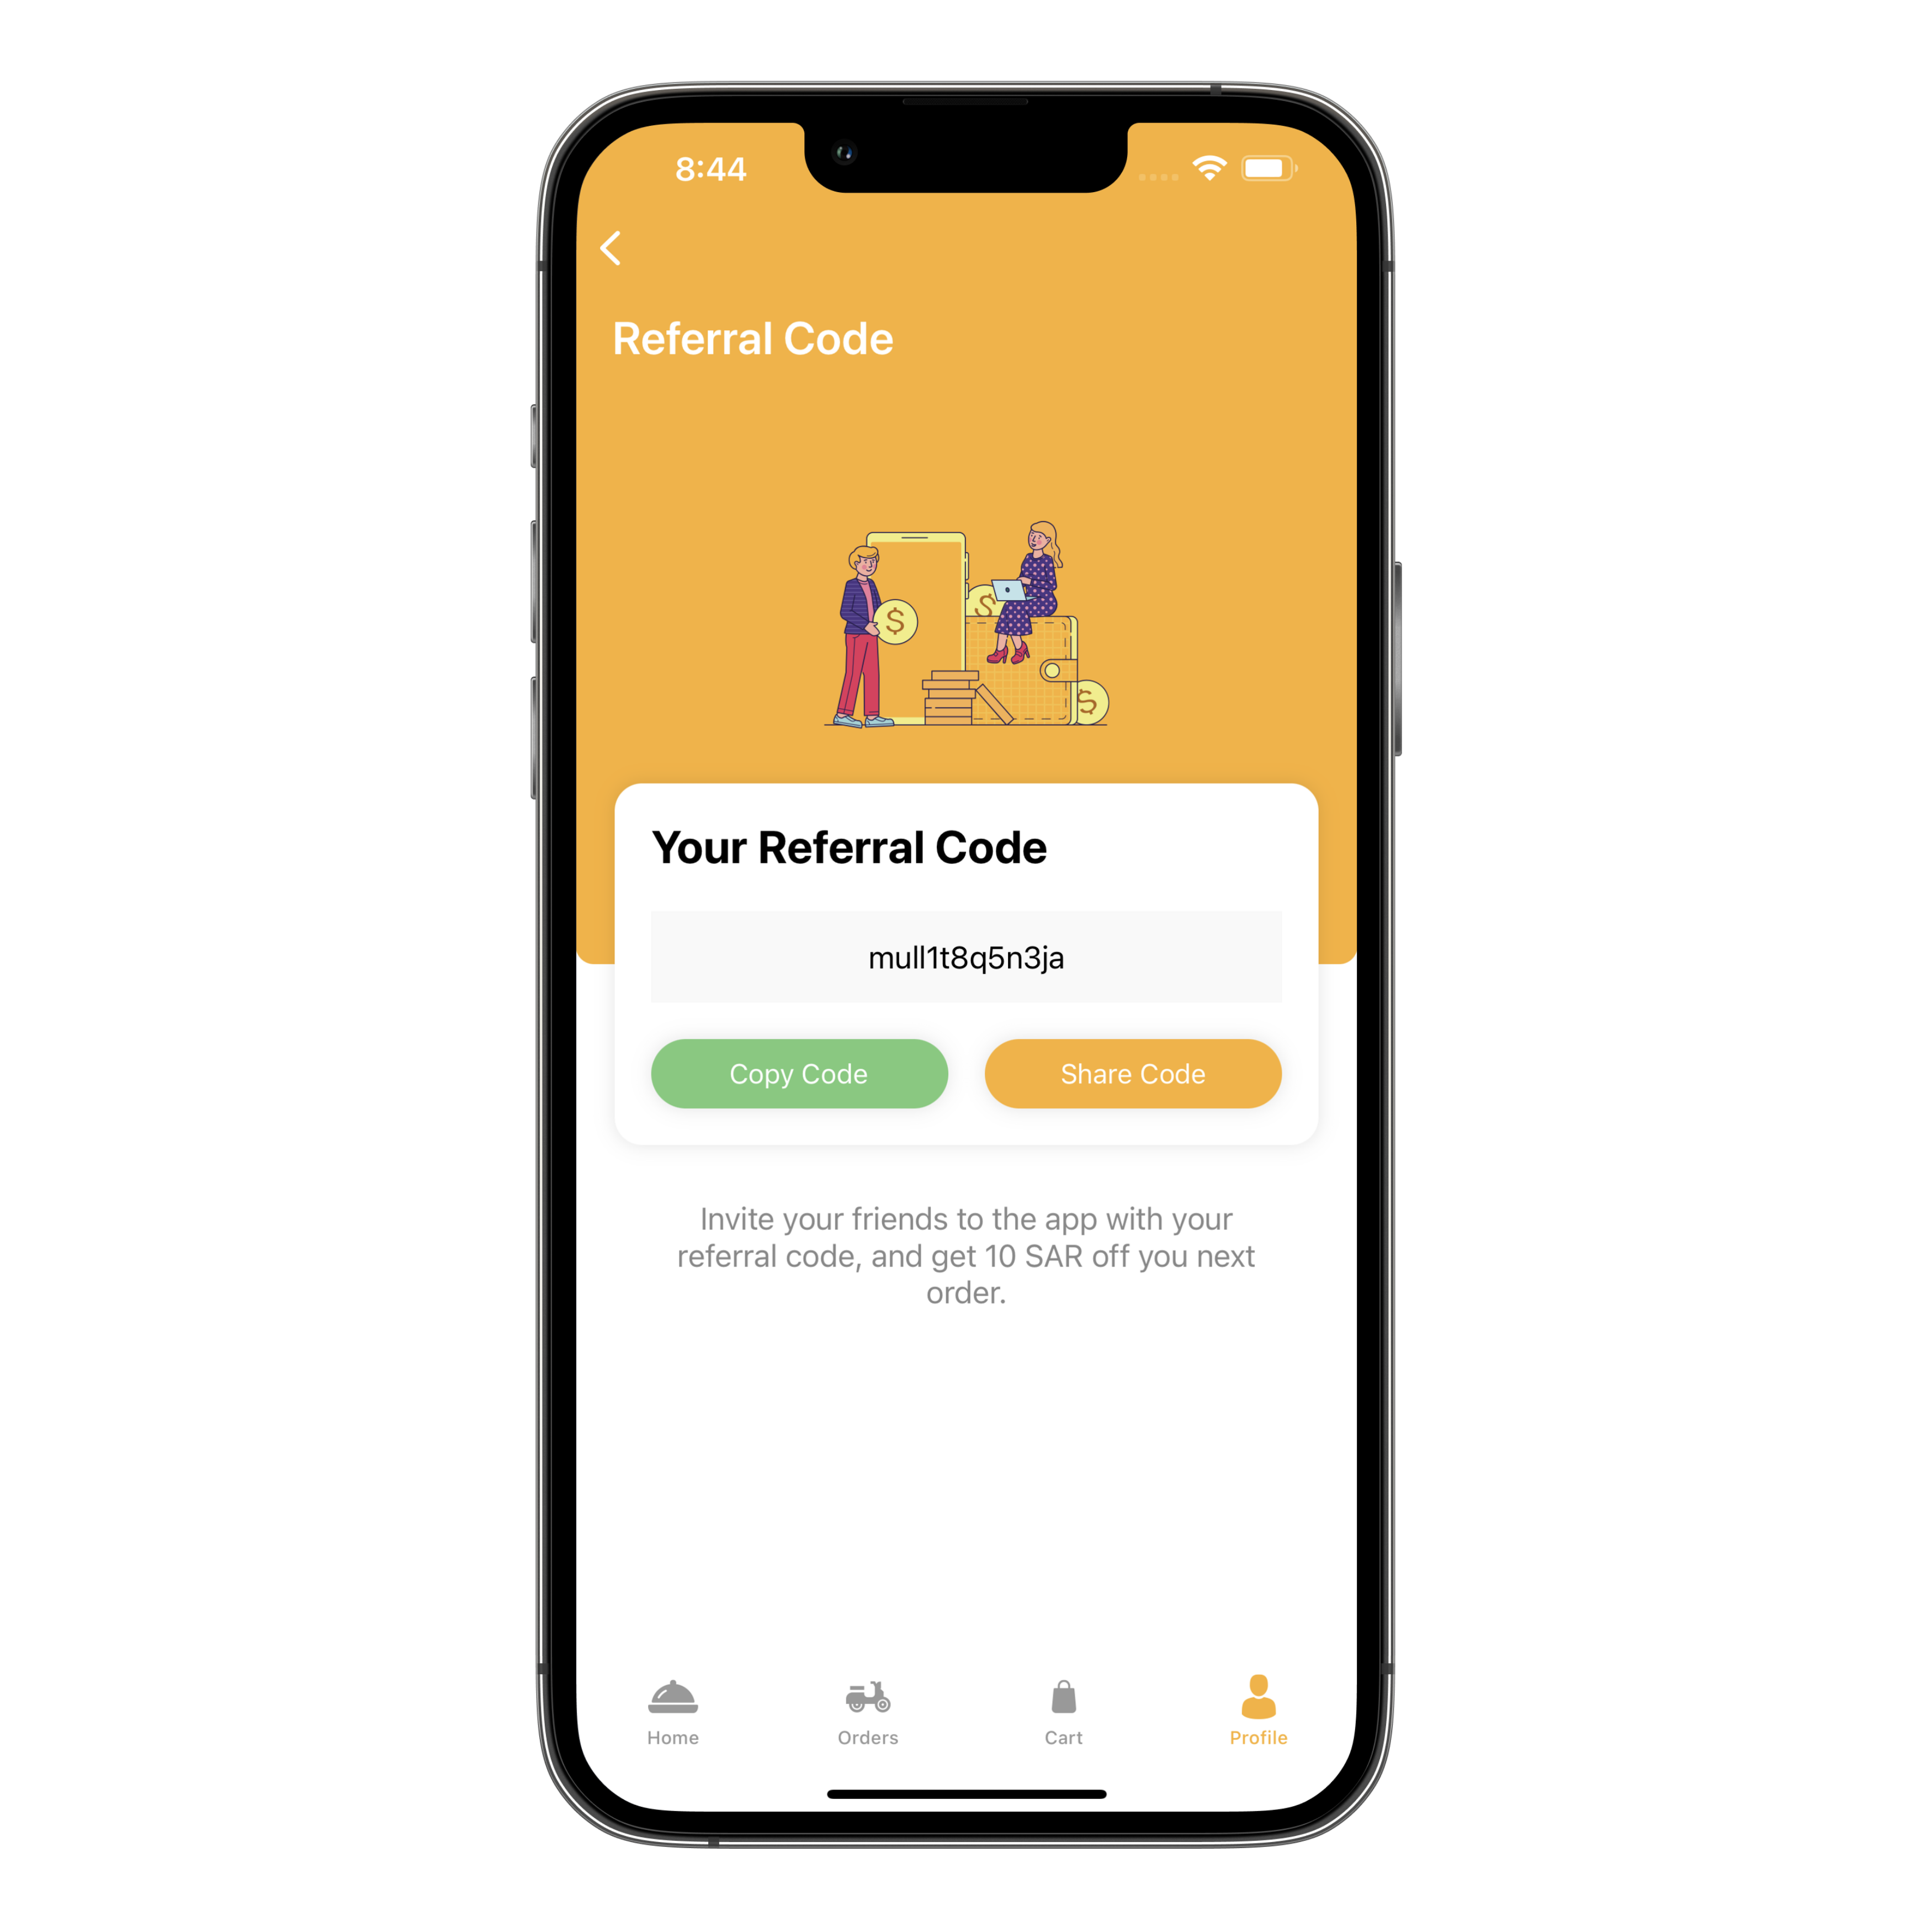 8:44
Referral Code
$
$
$
Your Referral Code
mull1t8q5n3ja
Copy Code
Share Code
Invite your friends to the app with your
referral code, and get 10 SAR off you next
order.
Home
Orders
Cart
Profile